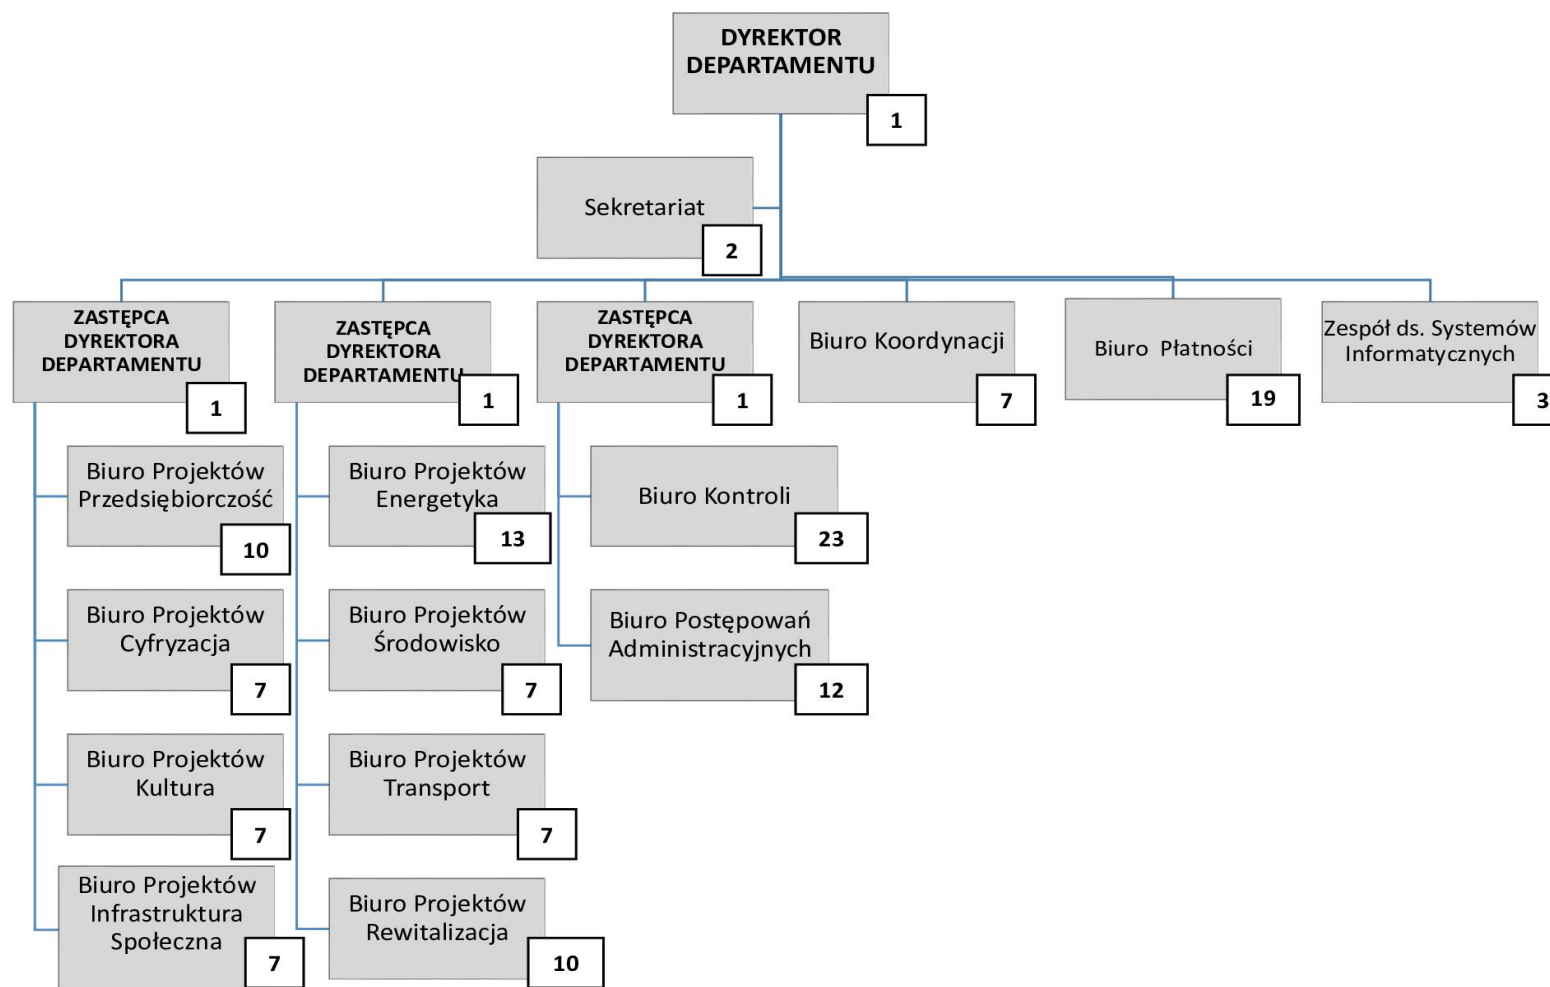 DYREKTOR
DEPARTAMENTU
1
Sekretariat
2
ZASTĘPCA
DYREKTORA
DEPARTAMENTU
1
ZASTĘPCA
DYREKTORA
DEPARTAMENTU
1
ZASTĘPCA
DYREKTORA
DEPARTAMENTU
1
Biuro Koordynacji
7
Biuro Płatności
19
Zespół ds. Systemów
Informatycznych
3
Biuro Projektów
Przedsiębiorczość
10
Biuro Projektów
Cyfryzacja
7
Biuro Projektów
Kultura
7
Biuro Projektów
Infrastruktura
Społeczna
7
Biuro Projektów
Energetyka
13
Biuro Projektów
Środowisko
7
Biuro Projektów
Transport
7
Biuro Projektów
Rewitalizacja
10
Biuro Kontroli
23
Biuro Postępowań
Administracyjnych
12